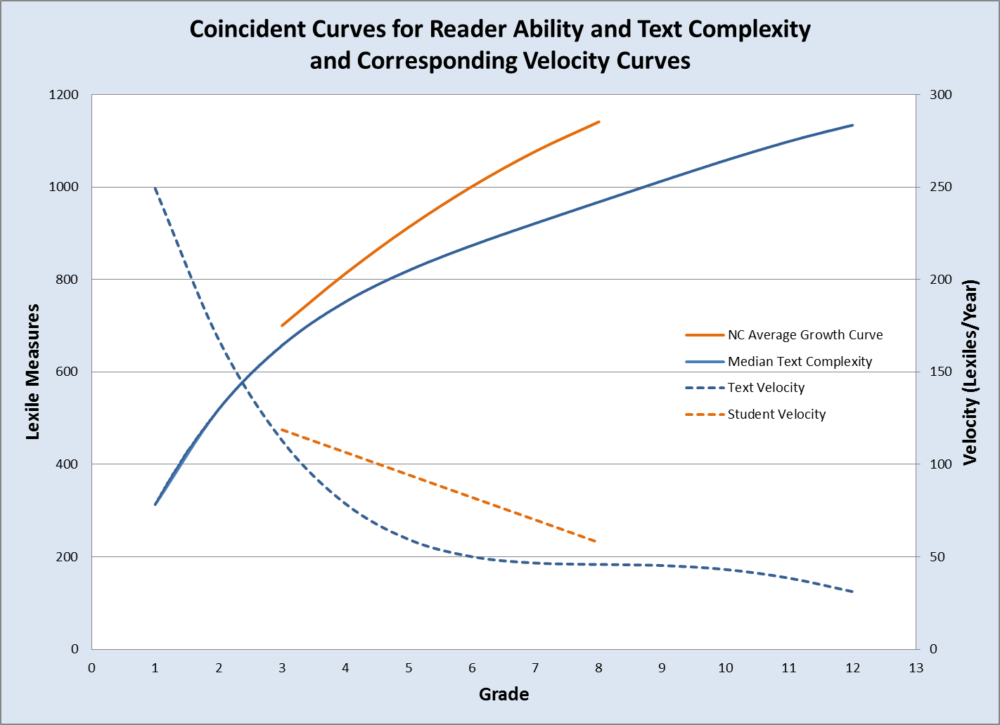 Coincident Curves for Reader Ability and Text Complexity
and Corresponding Velocity Curves
1200
1000
800
600
400
200
0
Lexile Measures
300
250
200
150
100
50
0
Velocity (Lexiles/Year)
NC Average Growth Curve
Median Text Complexity
Text Velocity
Student Velocity
0 1 2 3 4 5 6 7 8 9 10 11 12 13
Grade